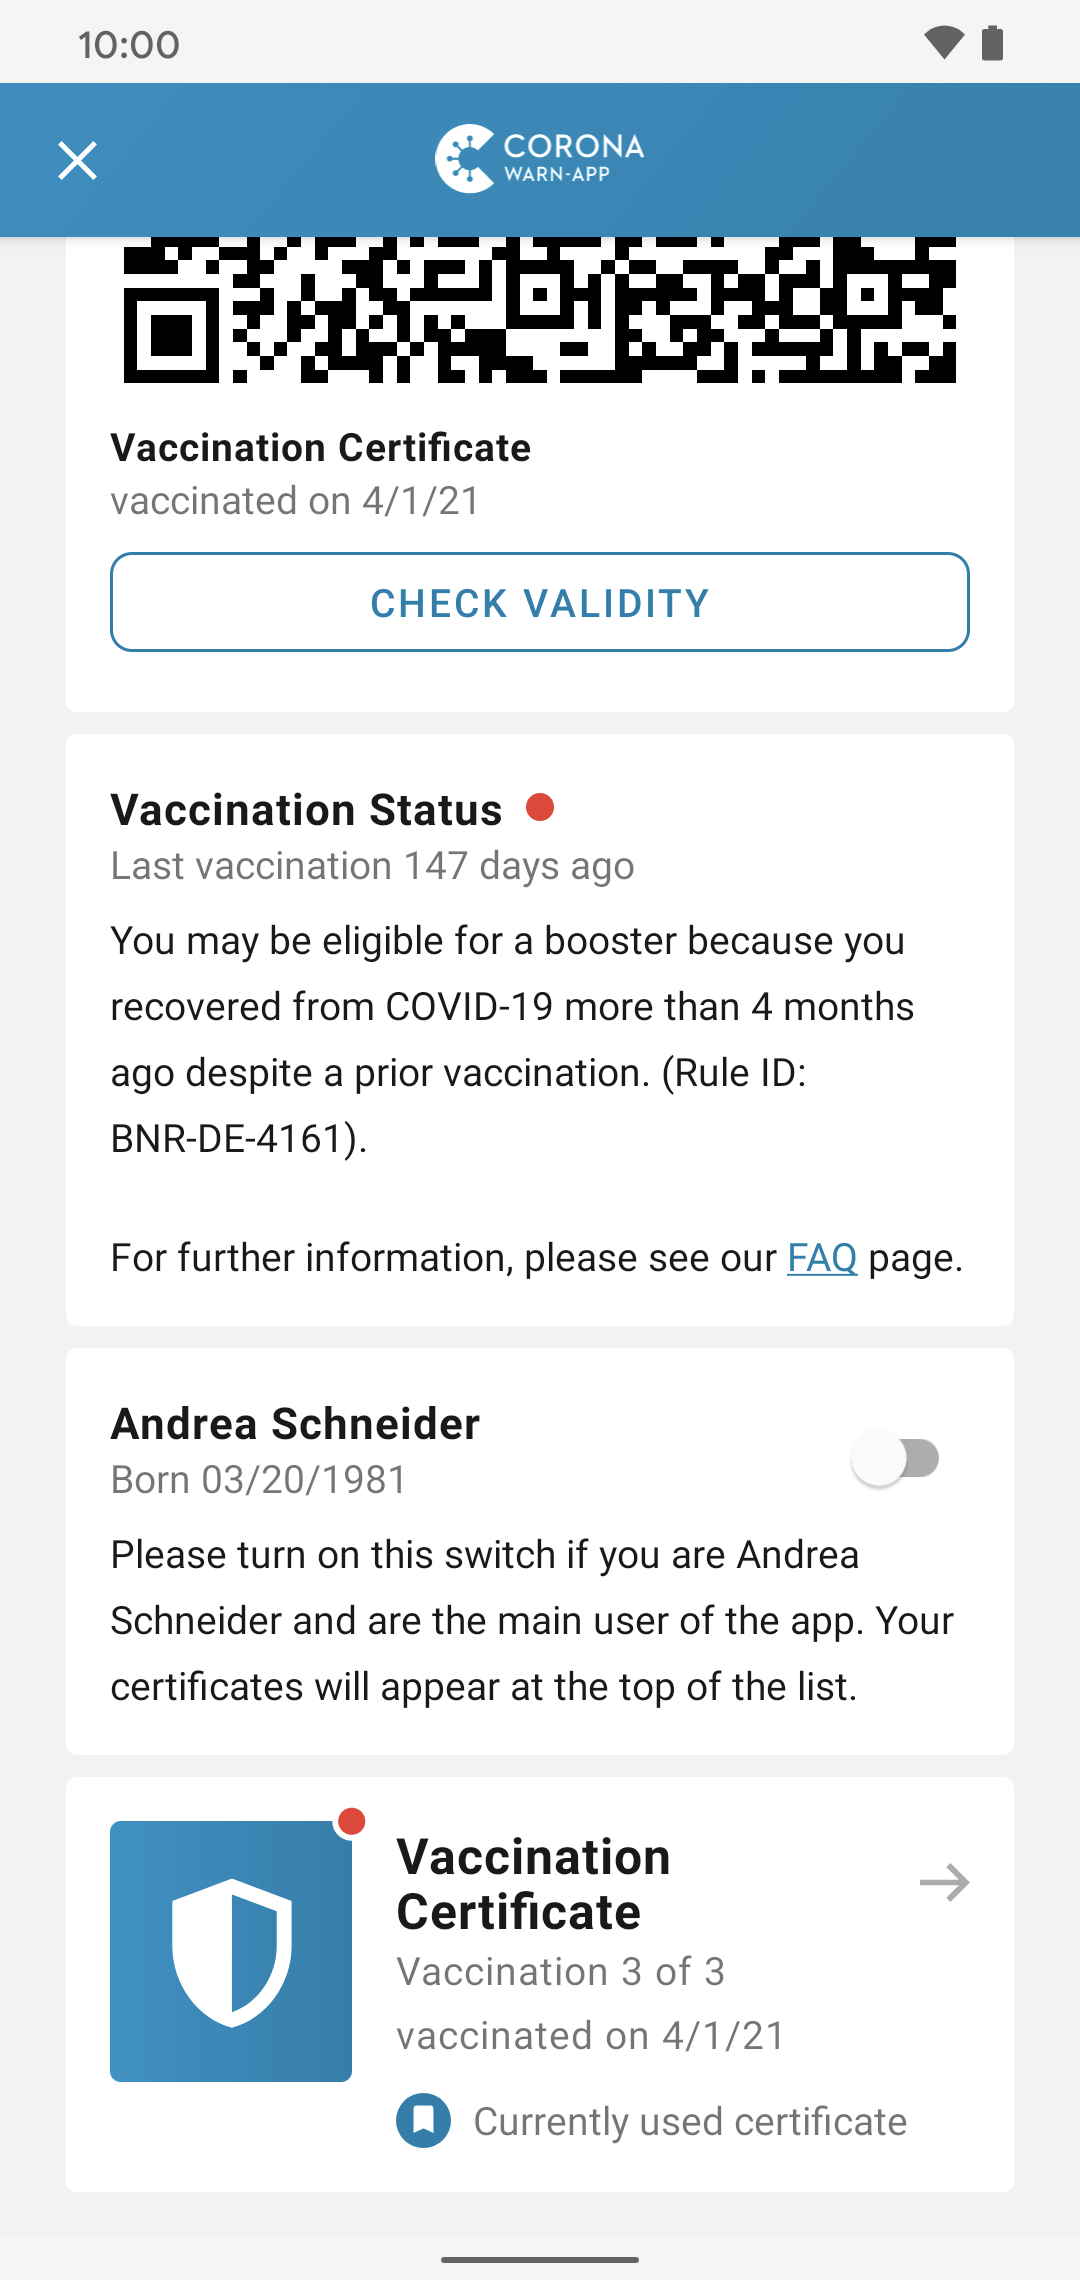 10:00
CORONA
WARN-APP
Vaccination Certificate
vaccinated on 4/1/21
CHECK VALIDITY
Vaccination Status
Last vaccination 147 days ago
You may be eligible for a booster because you
recovered from COVID-19 more than 4 months
ago despite a prior vaccination. (Rule ID:
BNR-DE-4161).
For further information, please see our FAQ page.
Andrea Schneider
Born 03/20/1981
Please turn on this switch if you are Andrea
Schneider and are the main user of the app. Your
certificates will appear at the top of the list.
Vaccination
Certificate
Vaccination 3 of 3
vaccinated on 4/1/21
Currently used certificate